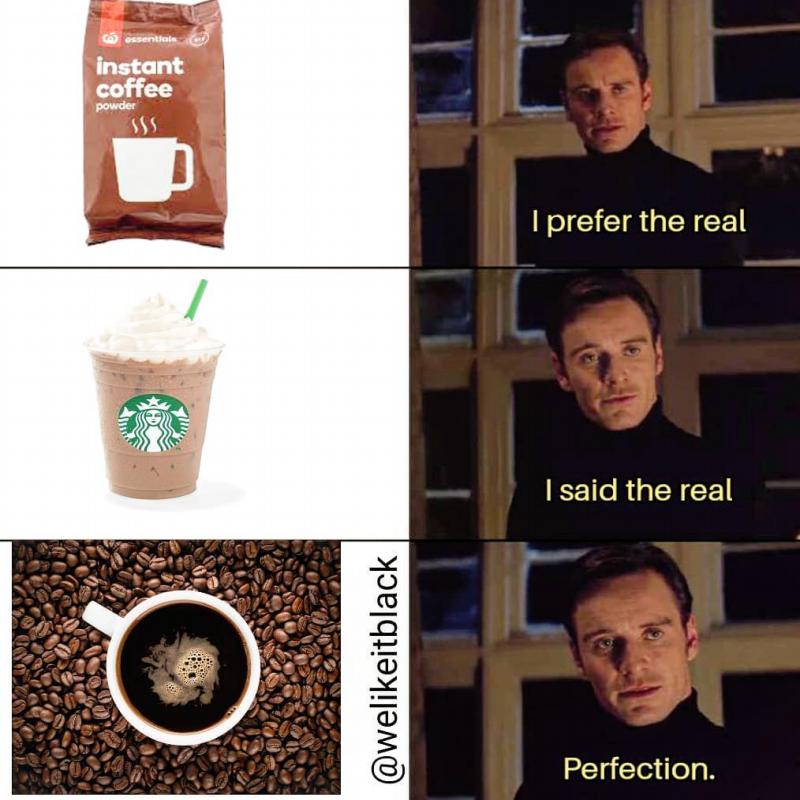 essentials
instant
coffee
powder
I prefer the real
I said the real
@welikeitblack
Perfection.